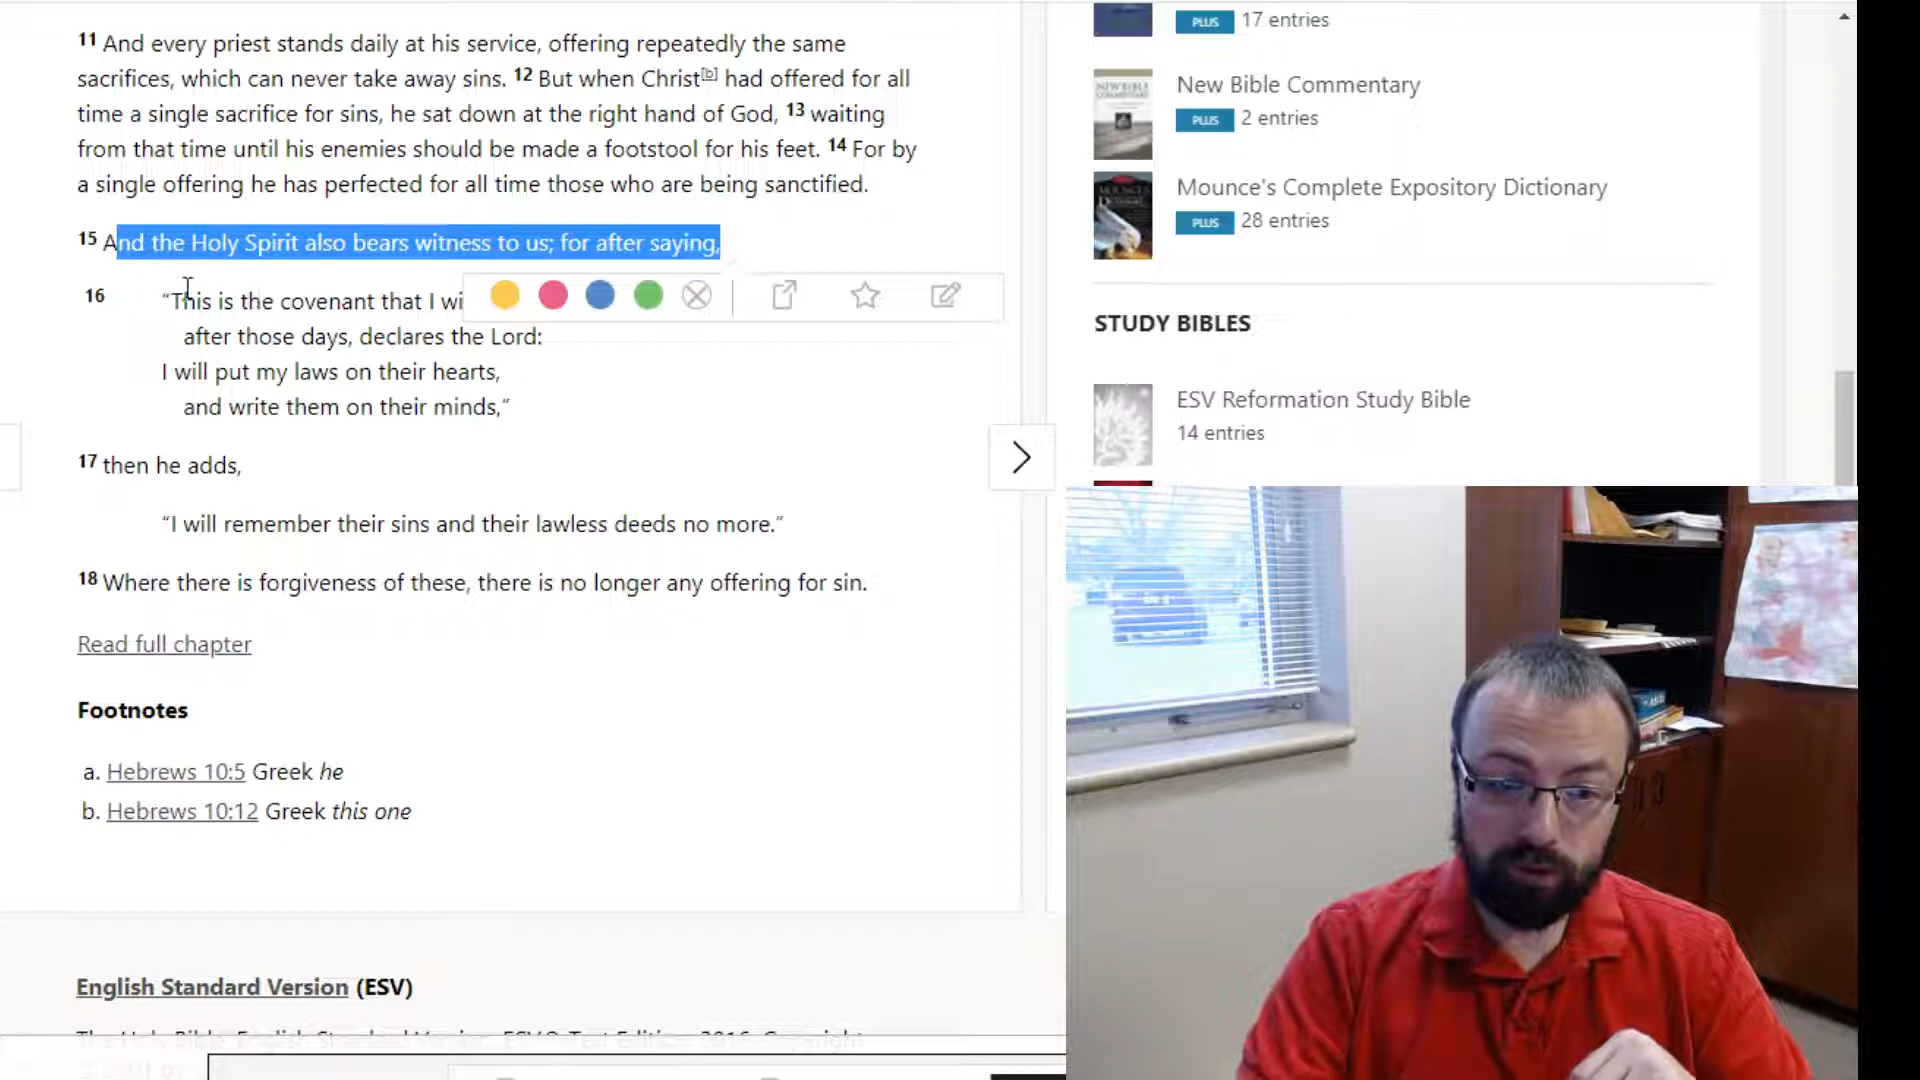 11 And every priest stands daily at his service, offering repeatedly the same
sacrifices, which can never take away sins. 12 But when Christ[b] had offered for all
time a single sacrifice for sins, he sat down at the right hand of God, 13 waiting
from that time until his enemies should be made a footstool for his feet. 14 For by
a single offering he has perfected for all time those who are being sanctified.
15 And the Holy Spirit also bears witness to us; for after saying,
16 “This is the covenant that I wi
after those days, declares the Lord:
I will put my laws on their hearts,
and write them on their minds,”
17 then he adds,
“I will remember their sins and their lawless deeds no more.”
18 Where there is forgiveness of these, there is no longer any offering for sin.
Read full chapter
Footnotes
a. Hebrews 10:5 Greek he
b. Hebrews 10:12 Greek this one
English Standard Version (ESV)
PLUS 17 entries
New Bible Commentary
PLUS 2 entries
Mounce's Complete Expository Dictionary
PLUS 28 entries
STUDY BIBLES
ESV Reformation Study Bible
14 entries